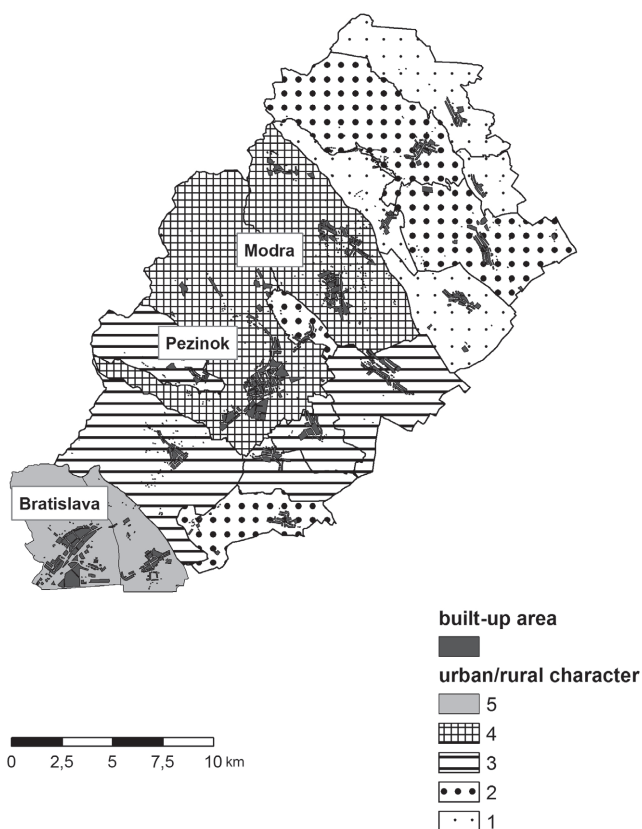 Modra
Pezinok
Bratislava
built-up area
urban/rural character
5
4
3
2
1
0 2,5 5 7,5 10 km